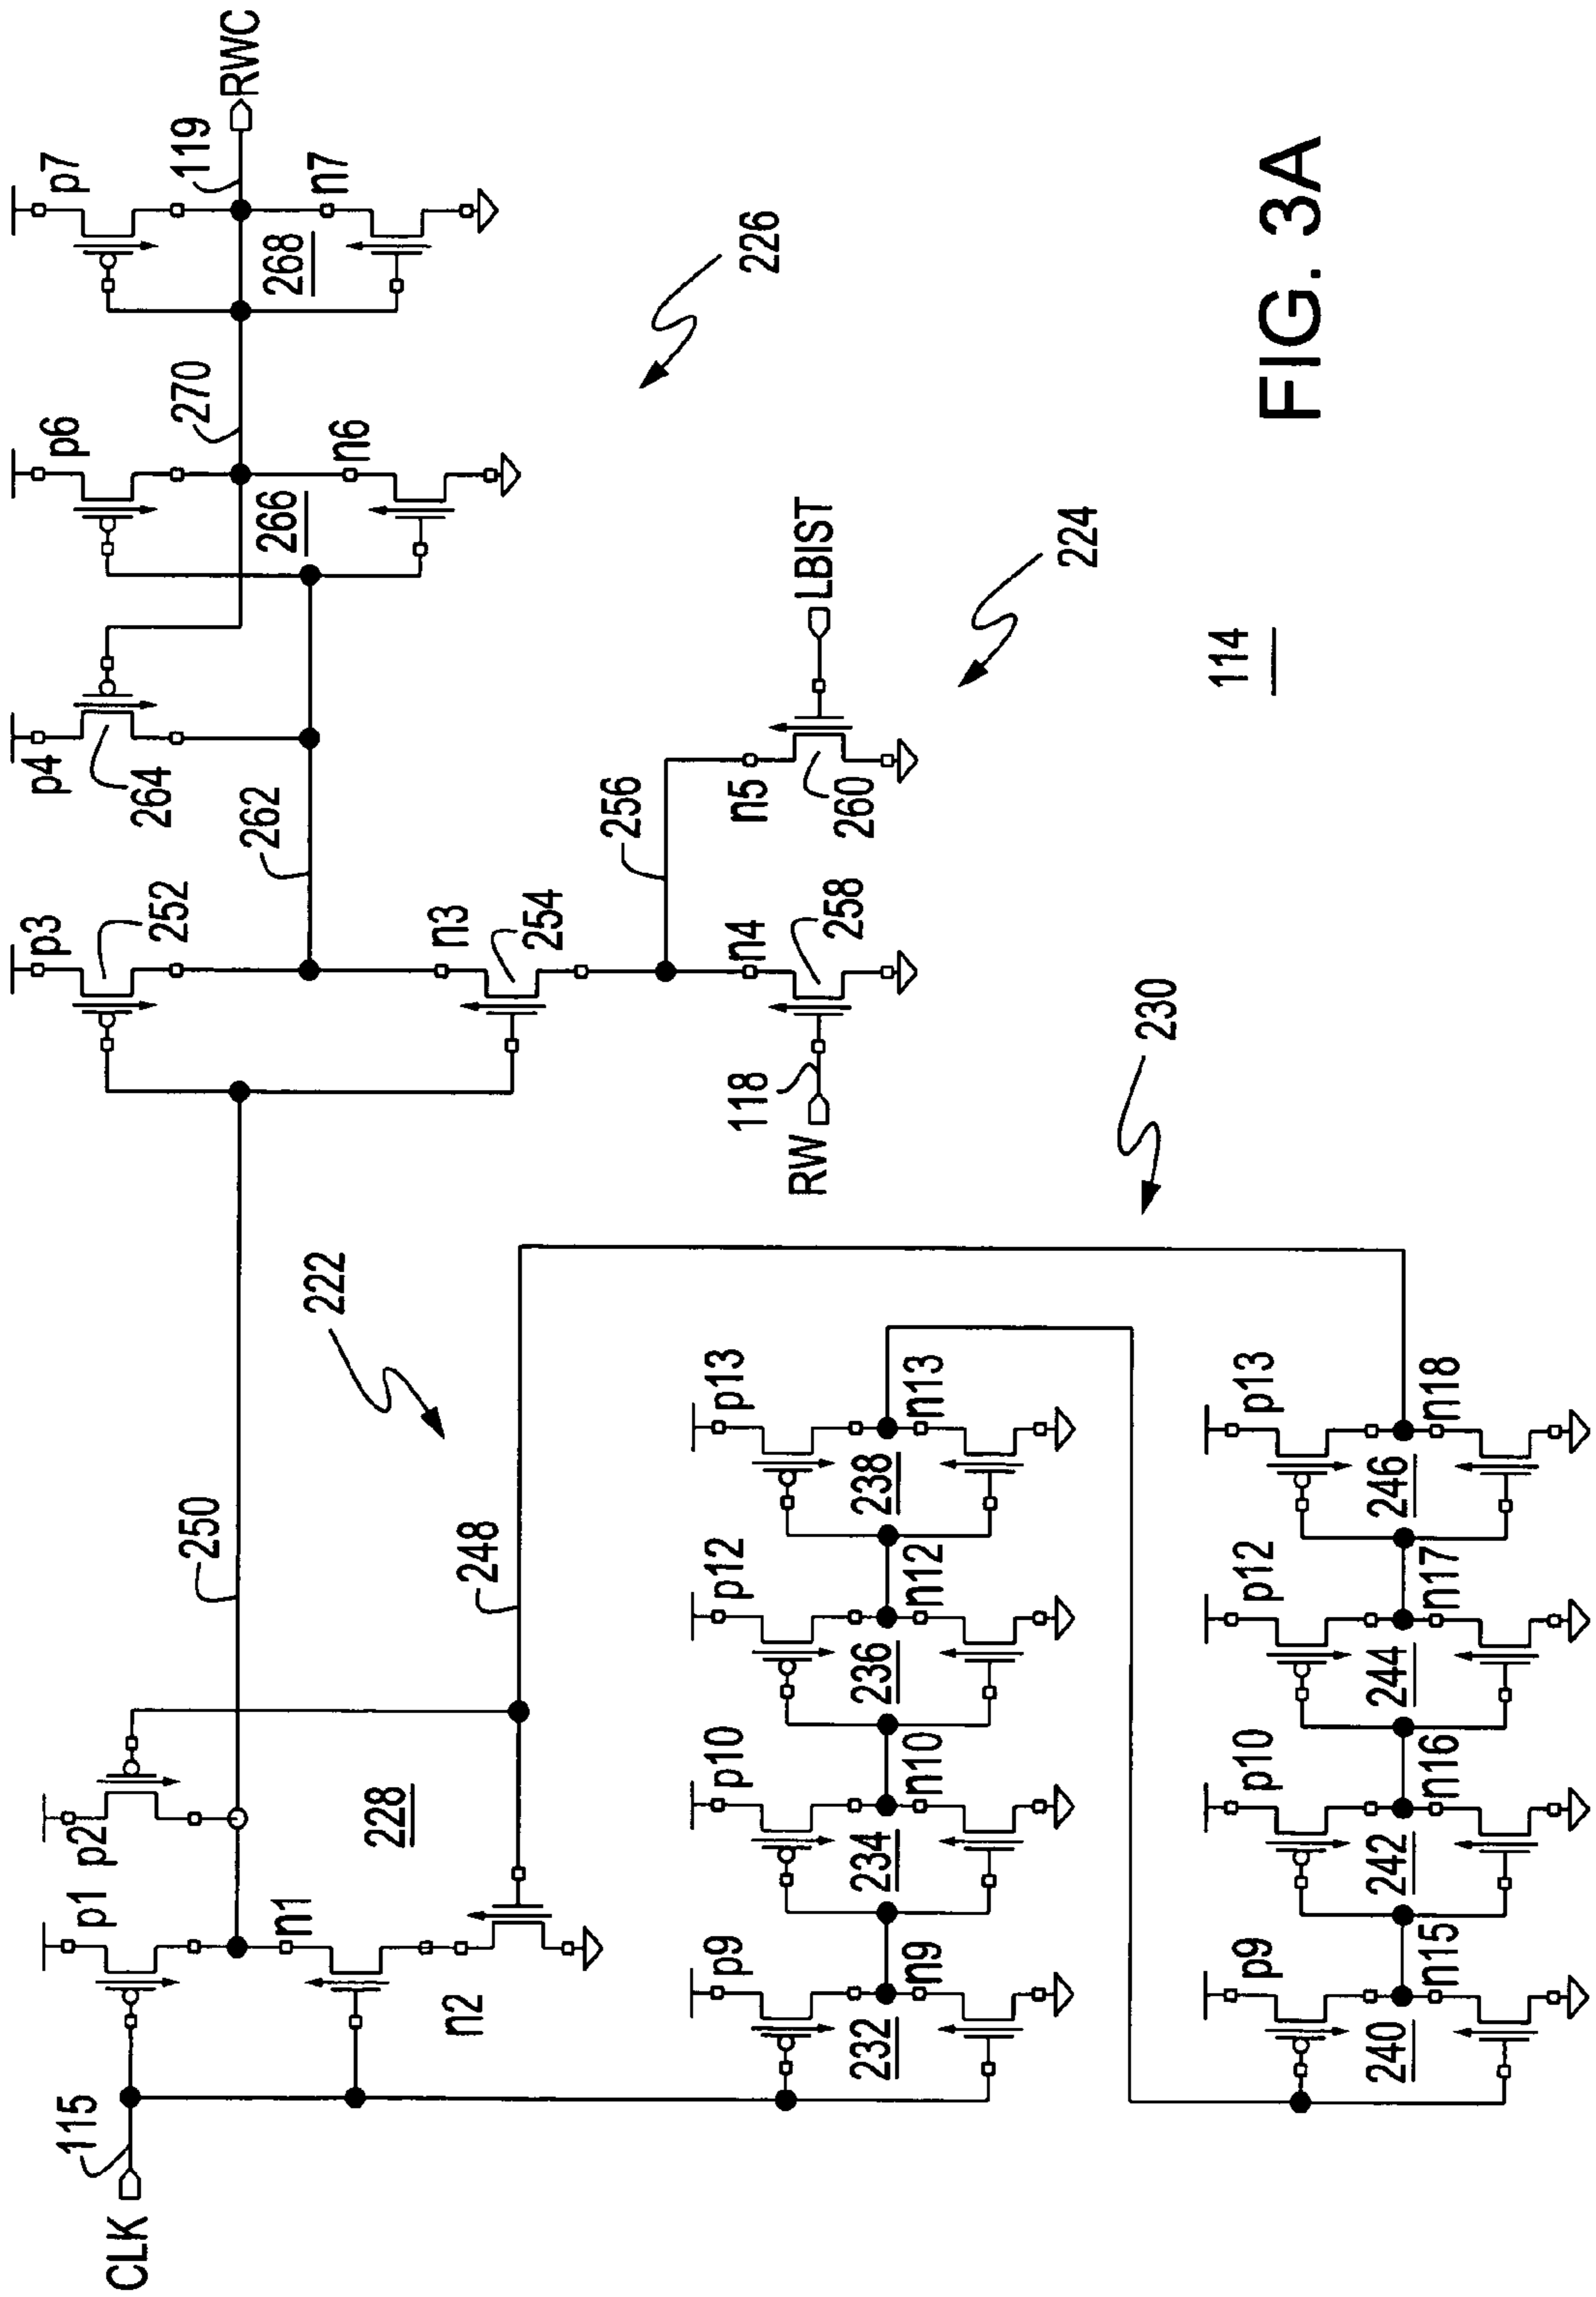 CLK
115
p1
n1
n2
p2
228
250
248
222
p3
252
262
n3
254
256
n4
258
118
RW
p4
264
n5
260
LBIST
224
p6
266
n6
270
p7
268
n7
119
RWC
226
230
p9
232
n9
p10
234
n10
p12
236
n12
p13
238
n13
p9
240
n15
p10
242
n16
p12
244
n17
p13
246
n18
114
FIG. 3A